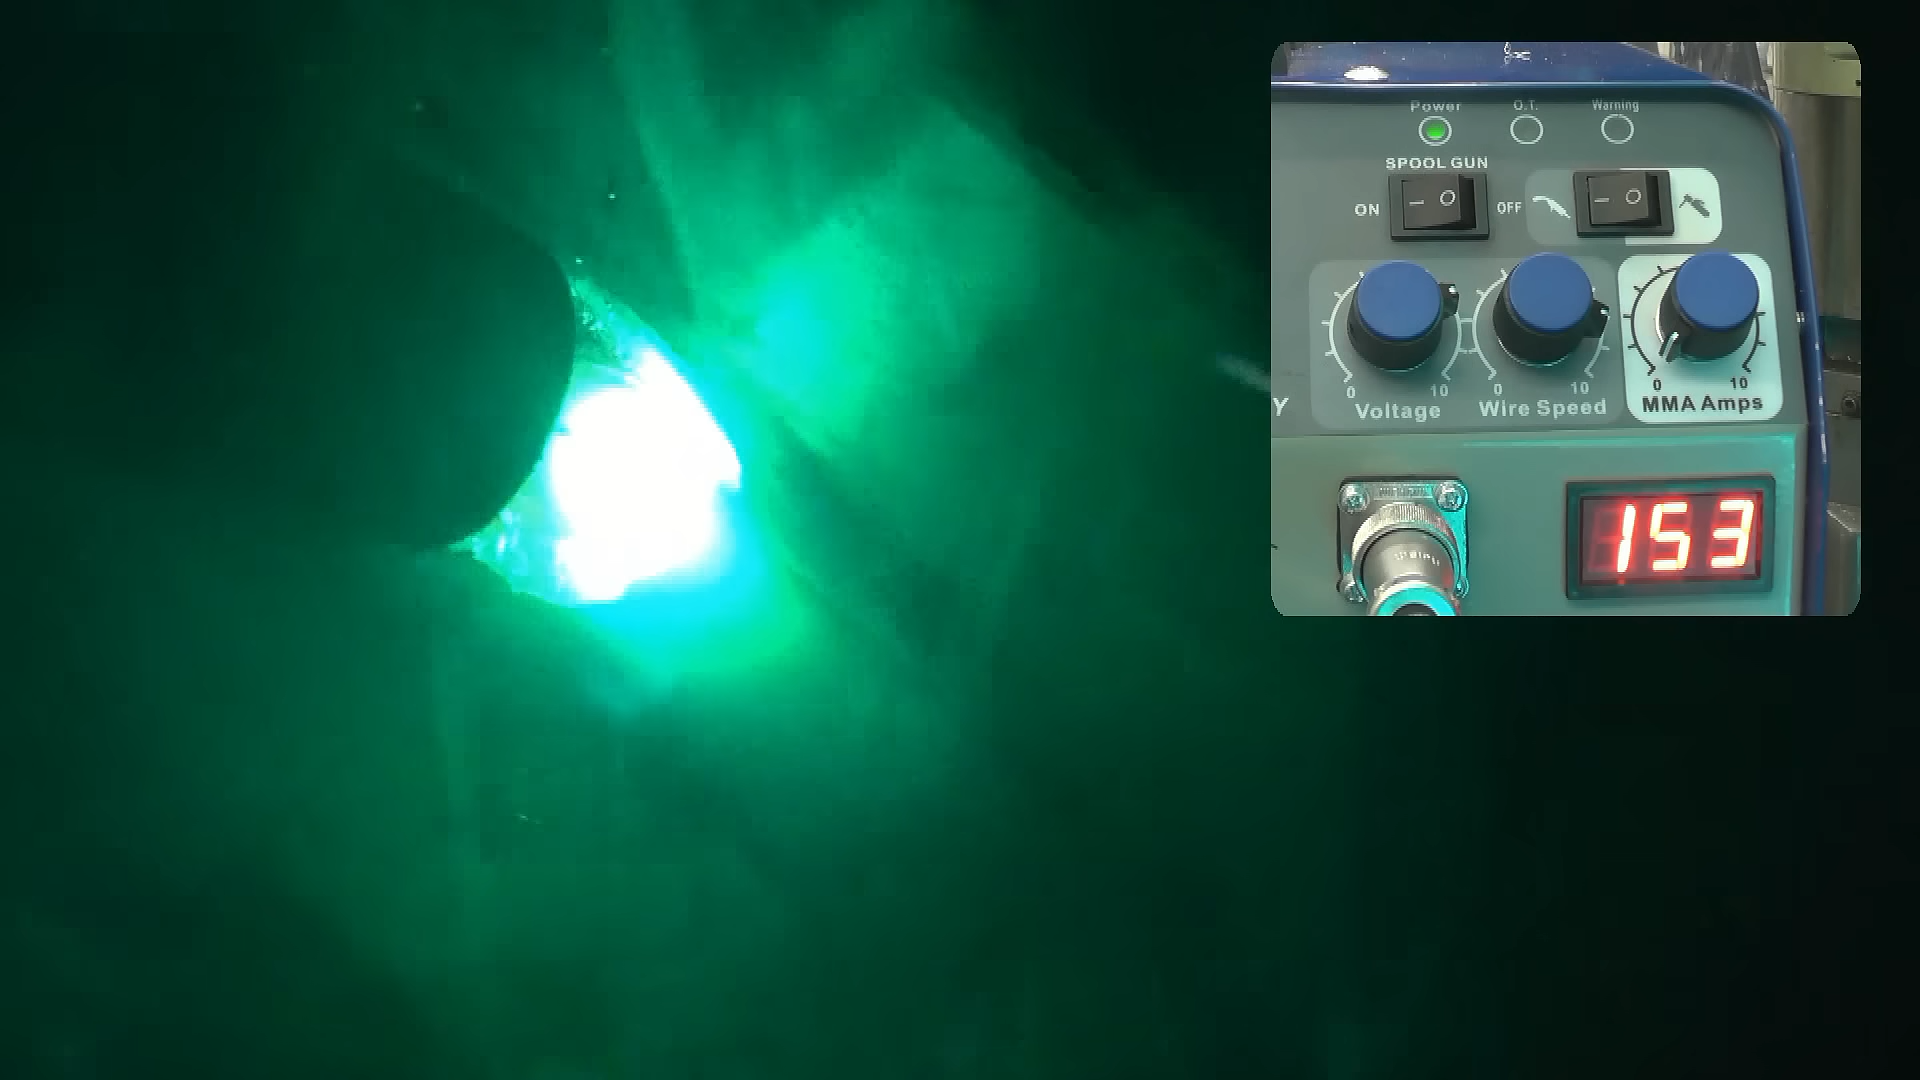 Power O.T. Warning
SPOOL GUN
ON OFF
0 10 0 10 0 10
Voltage Wire Speed MMA Amps
Y
153